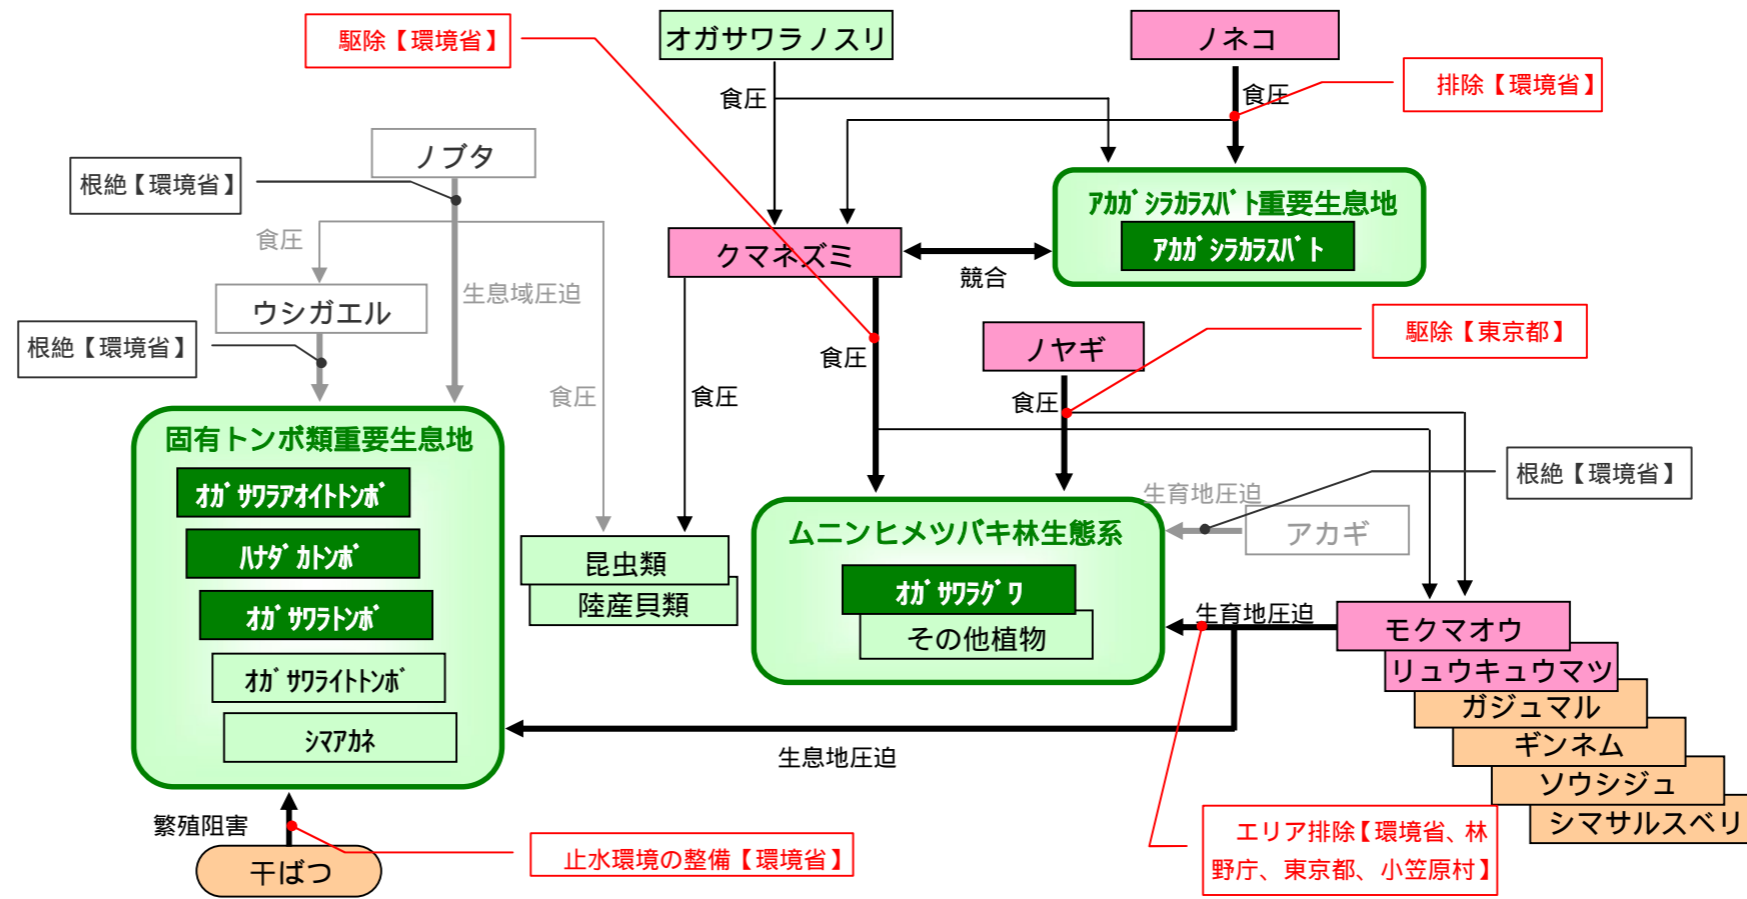 駆除【環境省】
オガサワラノスリ
ノネコ
排除【環境省】
食圧
食圧
ノブタ
根絶【環境省】
アカガシラカラスバト重要生息地
アカガシラカラスバト
食圧
クマネズミ
競合
生息域圧迫
ウシガエル
根絶【環境省】
ノヤギ
駆除【東京都】
食圧
食圧
食圧
食圧
固有トンボ類重要生息地
オガサワラアオイトトンボ
ハナダカトンボ
オガサワラトンボ
オガサワライトトンボ
シマアカネ
根絶【環境省】
生育地圧迫
アカギ
ムニンヒメツバキ林生態系
オガサワラグワ
その他植物
昆虫類
陸産貝類
生育地圧迫
モクマオウ
リュウキュウマツ
ガジュマル
ギンネム
ソウシジュ
シマサルスベリ
生息地圧迫
繁殖阻害
干ばつ
止水環境の整備【環境省】
エリア排除【環境省、林
野庁、東京都、小笠原村】